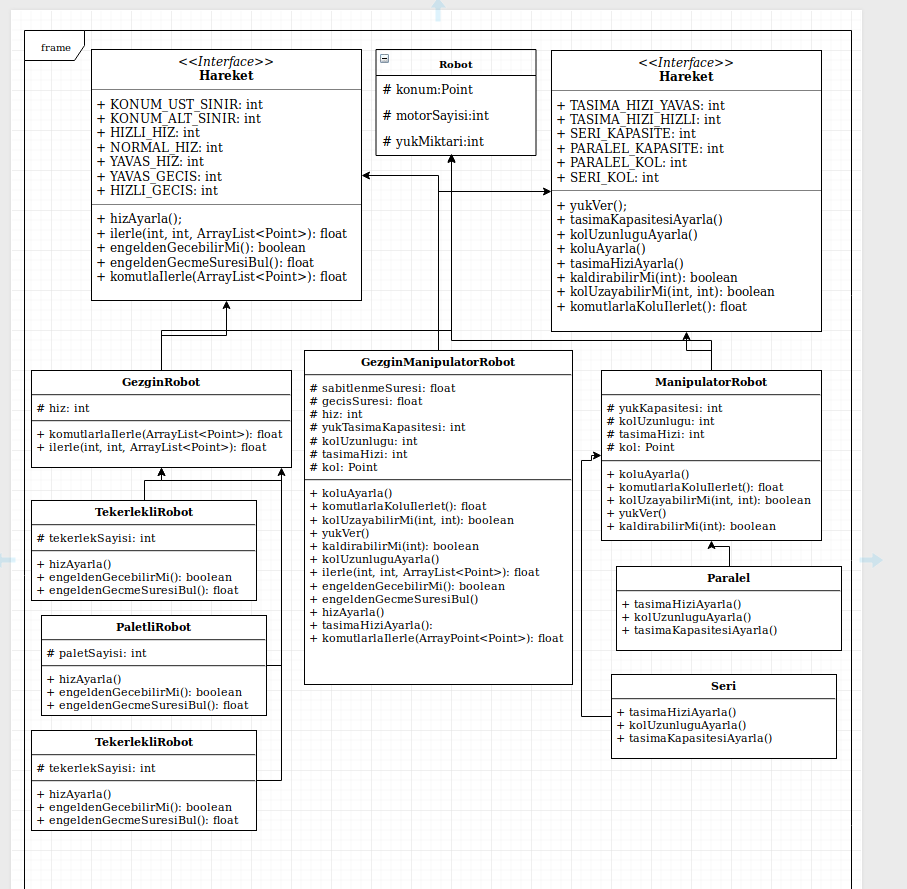 frame
<<Interface>>
Hareket
+ KONUM_UST_SINIR: int
+ KONUM_ALT_SINIR: int
+ HIZLI_HIZ: int
+ NORMAL_HIZ: int
+ YAVAS_HIZ: int
+ YAVAS_GECIS: int
+ HIZLI_GECIS: int
+ hizAyarla();
+ ilerle(int, int, ArrayList<Point>): float
+ engeldenGecebilirMi(): boolean
+ engeldenGecmeSuresiBul(): float
+ komutlaIlerle(ArrayList<Point>): float
Robot
# konum:Point
# motorSayisi:int
# yukMiktari:int
<<Interface>>
Hareket
+ TASIMA_HIZI_YAVAS: int
+ TASIMA_HIZI_HIZLI: int
+ SERI_KAPASITE: int
+ PARALEL_KAPASITE: int
+ PARALEL_KOL: int
+ SERI_KOL: int
+ yukVer();
+ tasimaKapasitesiAyarla()
+ kolUzunluguAyarla()
+ koluAyarla()
+ tasimaHiziAyarla()
+ kaldirabilirMi(int): boolean
+ kolUzayabilirMi(int, int): boolean
+ komutlarlaKoluIlerlet(): float
GezginRobot
# hiz: int
+ komutlarlaIlerle(ArrayList<Point>): float
+ ilerle(int, int, ArrayList<Point>): float
GezginManipulatorRobot
# sabitlenmeSuresi: float
# gecisSuresi: float
# hiz: int
# yukTasimaKapasitesi: int
# kolUzunlugu: int
# tasimaHizi: int
# kol: Point
+ koluAyarla()
+ komutlarlaKoluIlerlet(): float
+ kolUzayabilirMi(int, int): boolean
+ yukVer()
+ kaldirabilirMi(int): boolean
+ kolUzunluguAyarla()
+ ilerle(int, int, ArrayList<Point>): float
+ engeldenGecebilirMi(): boolean
+ engeldenGecmeSuresiBul()
+ hizAyarla()
+ tasimaHiziAyarla():
+ komutlarlaIlerle(ArrayPoint<Point>): float
ManipulatorRobot
# yukKapasitesi: int
# kolUzunlugu: int
# tasimaHizi: int
# kol: Point
+ koluAyarla()
+ komutlarlaKoluIlerlet(): float
+ kolUzayabilirMi(int, int): boolean
+ yukVer()
+ kaldirabilirMi(int): boolean
TekerlekliRobot
# tekerlekSayisi: int
+ hizAyarla()
+ engeldenGecebilirMi(): boolean
+ engeldenGecmeSuresiBul(): float
PaletliRobot
# paletSayisi: int
+ hizAyarla()
+ engeldenGecebilirMi(): boolean
+ engeldenGecmeSuresiBul(): float
TekerlekliRobot
# tekerlekSayisi: int
+ hizAyarla()
+ engeldenGecebilirMi(): boolean
+ engeldenGecmeSuresiBul(): float
Paralel
+ tasimaHiziAyarla()
+ kolUzunluguAyarla()
+ tasimaKapasitesiAyarla()
Seri
+ tasimaHiziAyarla()
+ kolUzunluguAyarla()
+ tasimaKapasitesiAyarla()